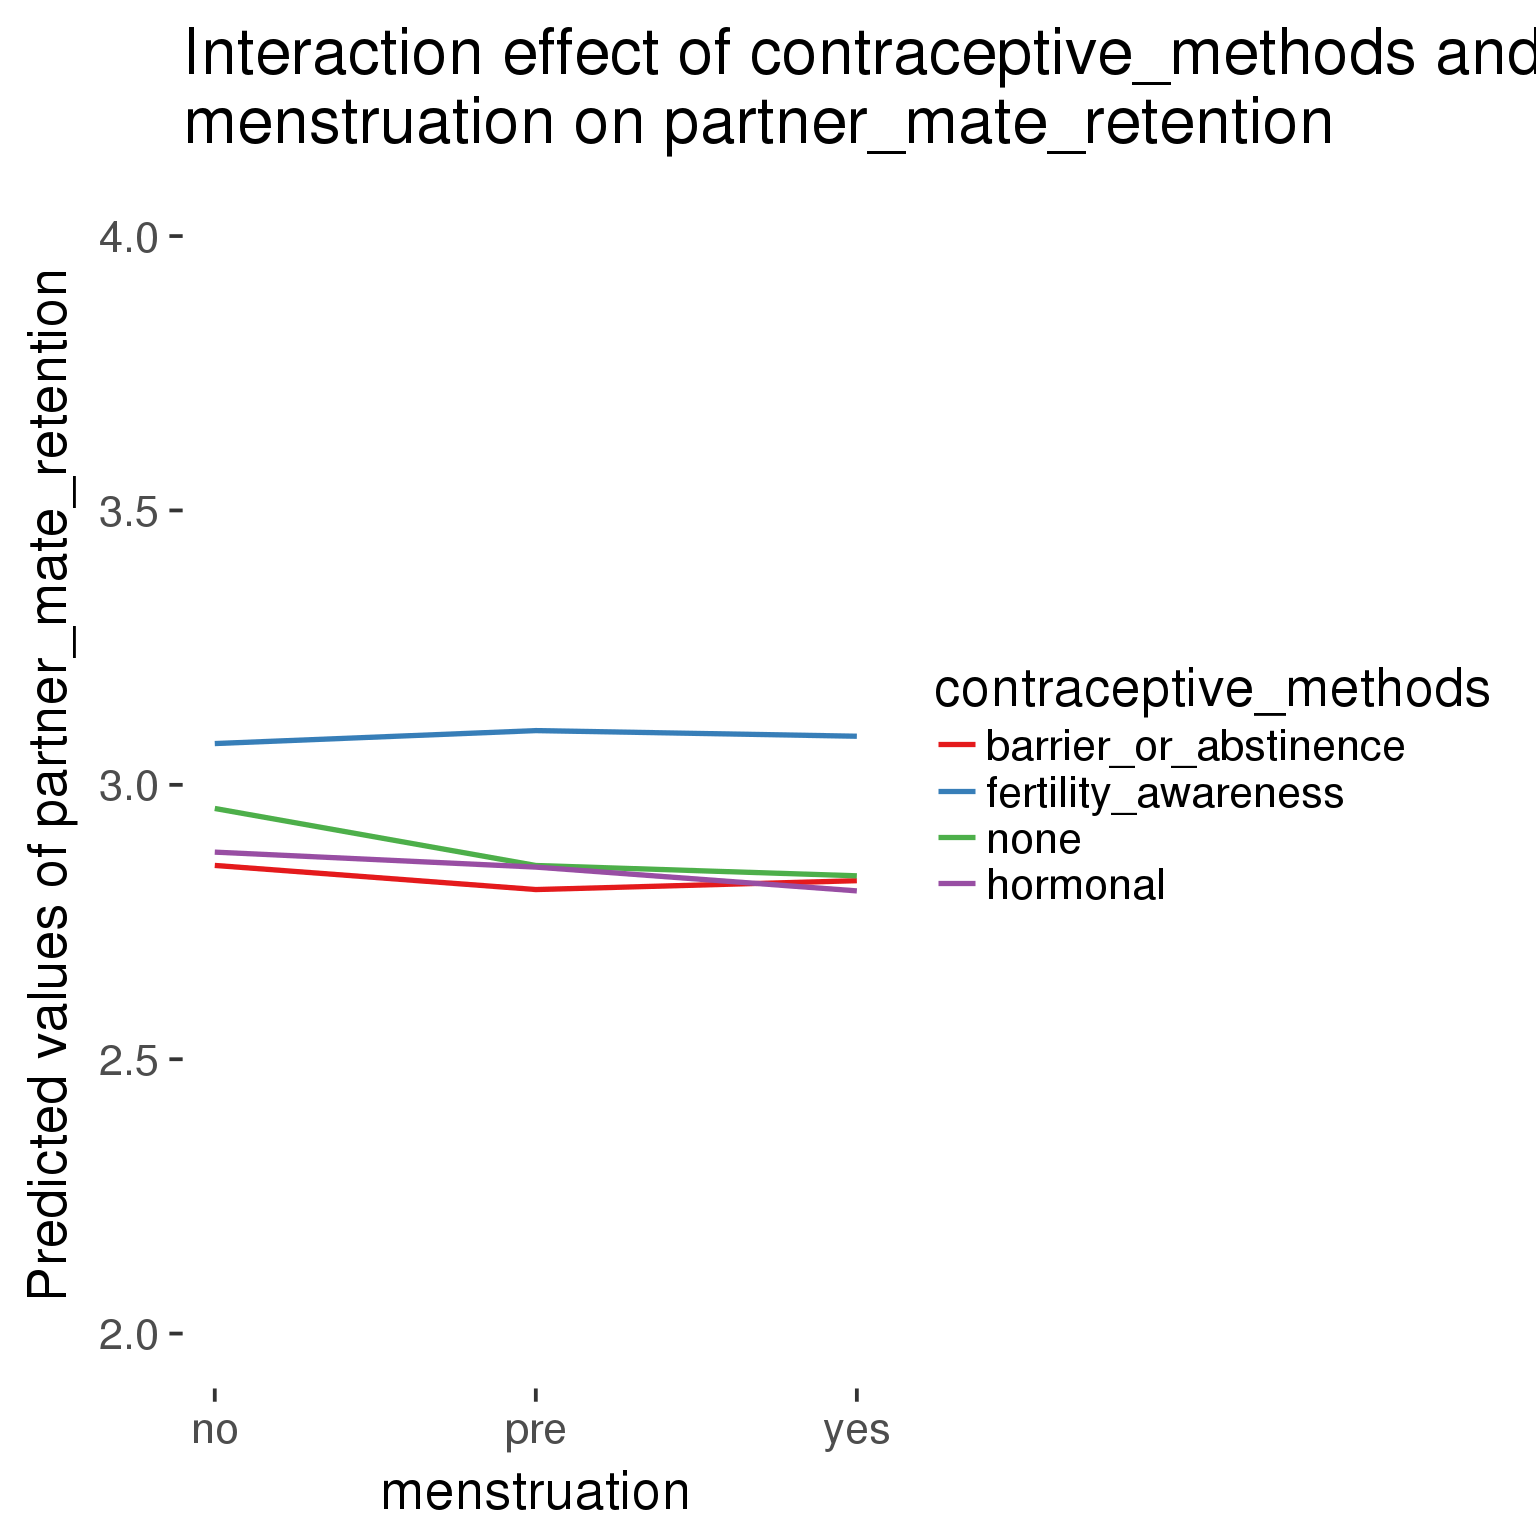 Interaction effect of contraceptive_methods and
menstruation on partner_mate_retention
Predicted values of partner_mate_retention
4.0
3.5
3.0
2.5
2.0
no pre yes
menstruation
contraceptive_methods
barrier_or_abstinence
fertility_awareness
none
hormonal